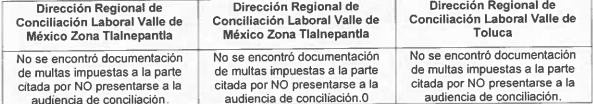 Dirección Regional de
Conciliación Laboral Valle de
México Zona Tlalnepantla
Dirección Regional de
Conciliación Laboral Valle de
México Zona Tlalnepantla
Dirección Regional de
Conciliación Laboral Valle de
Toluca
No se encontró documentación
de multas impuestas a la parte
citada por NO presentarse a la
audiencia de conciliación.
No se encontró documentación
de multas impuestas a la parte
citada por NO presentarse a la
audiencia de conciliación.0
No se encontró documentación
de multas impuestas a la parte
citada por NO presentarse a la
audiencia de conciliación.